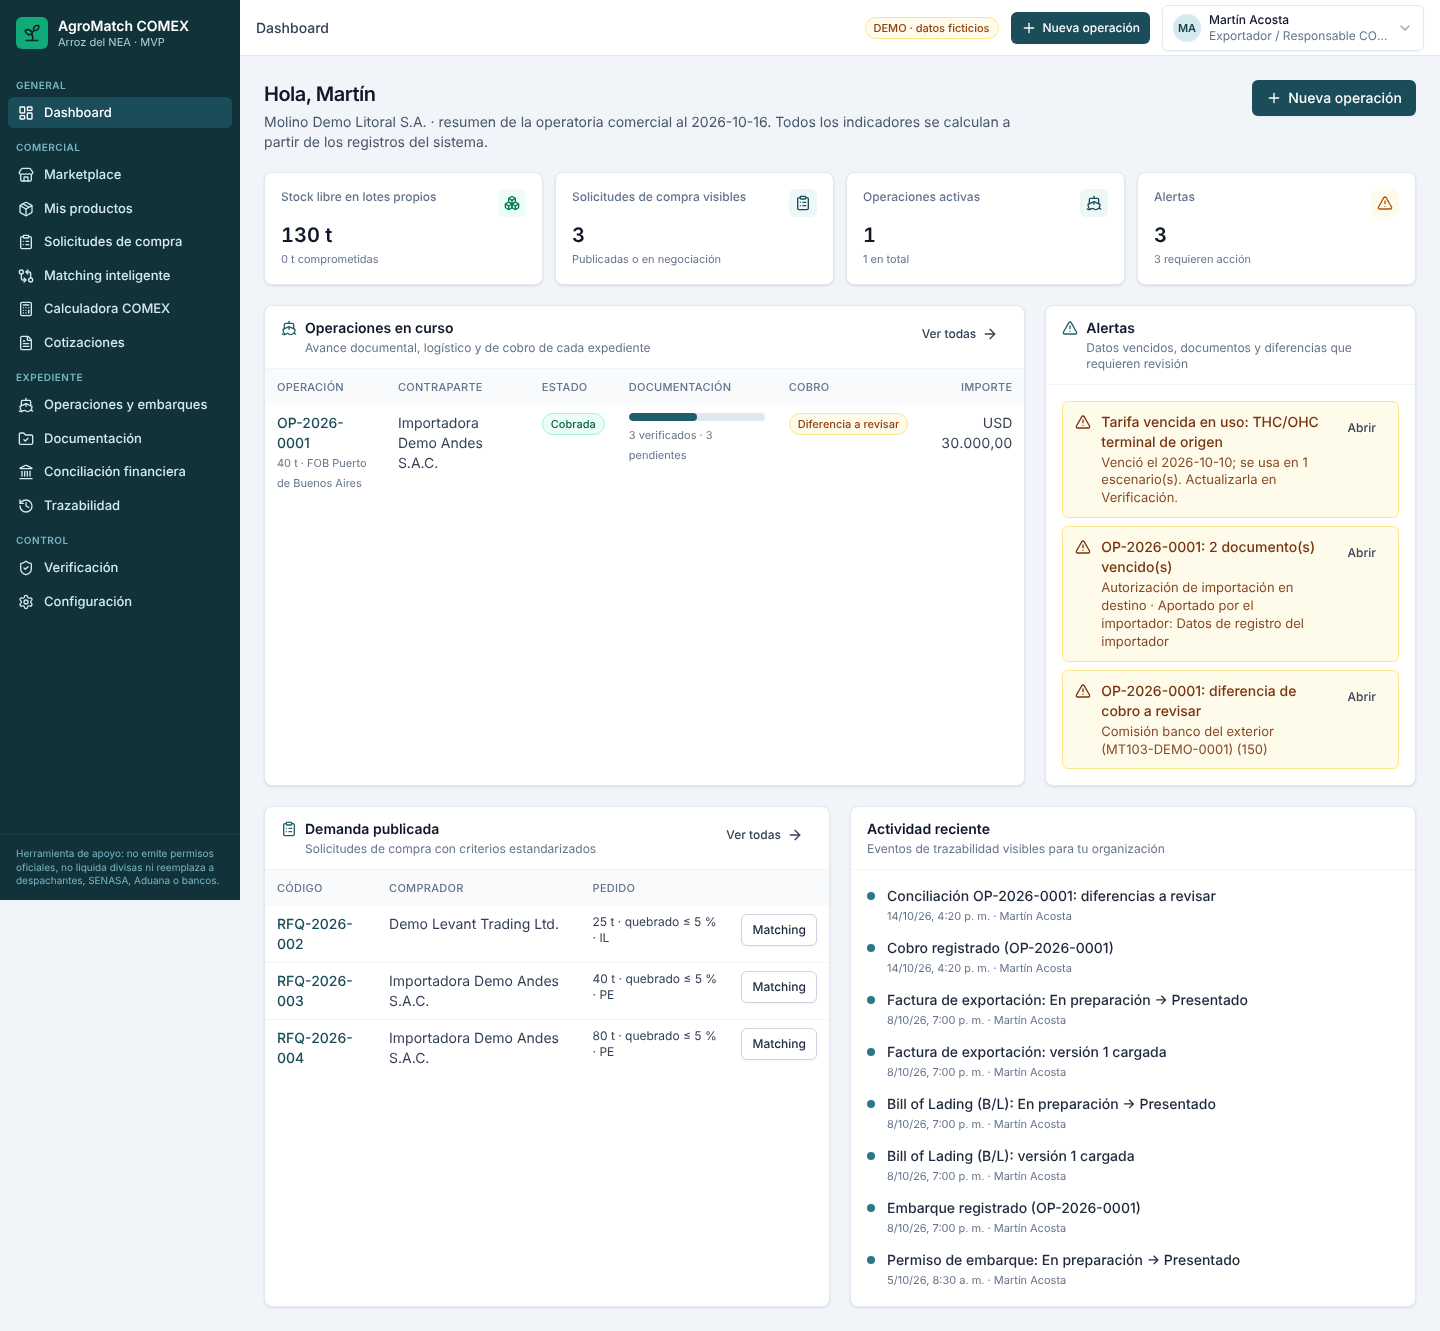 AgroMatch COMEX
Arroz del NEA · MVP
GENERAL
Dashboard
COMERCIAL
Marketplace
Mis productos
Solicitudes de compra
Matching inteligente
Calculadora COMEX
Cotizaciones
EXPEDIENTE
Operaciones y embarques
Documentación
Conciliación financiera
Trazabilidad
CONTROL
Verificación
Configuración
Herramienta de apoyo: no emite permisos
oficiales, no liquida divisas ni reemplaza a
despachantes, SENASA, Aduana o bancos.
Dashboard
DEMO · datos ficticios
Nueva operación
MA
Martín Acosta
Exportador / Responsable CO...
Hola, Martín
Molino Demo Litoral S.A. · resumen de la operatoria comercial al 2026-10-16. Todos los indicadores se calculan a
partir de los registros del sistema.
Nueva operación
Stock libre en lotes propios
130 t
0 t comprometidas
Solicitudes de compra visibles
3
Publicadas o en negociación
Operaciones activas
1
1 en total
Alertas
3
3 requieren acción
Operaciones en curso
Avance documental, logístico y de cobro de cada expediente
Ver todas →
OPERACIÓN CONTRAPARTE ESTADO DOCUMENTACIÓN COBRO IMPORTE
OP-2026-
0001
40 t · FOB Puerto
de Buenos Aires
Importadora
Demo Andes
S.A.C.
Cobrada
3 verificados · 3
pendientes
Diferencia a revisar
USD
30.000,00
Alertas
Datos vencidos, documentos y diferencias que
requieren revisión
Tarifa vencida en uso: THC/OHC
terminal de origen
Venció el 2026-10-10; se usa en 1
escenario(s). Actualizarla en
Verificación.
Abrir
OP-2026-0001: 2 documento(s)
vencido(s)
Autorización de importación en
destino · Aportado por el
importador: Datos de registro del
importador
Abrir
OP-2026-0001: diferencia de
cobro a revisar
Comisión banco del exterior
(MT103-DEMO-0001) (150)
Abrir
Demanda publicada
Solicitudes de compra con criterios estandarizados
Ver todas →
CÓDIGO COMPRADOR PEDIDO
RFQ-2026-
002
Demo Levant Trading Ltd.
25 t · quebrado ≤ 5 %
· IL
Matching
RFQ-2026-
003
Importadora Demo Andes
S.A.C.
40 t · quebrado ≤ 5 %
· PE
Matching
RFQ-2026-
004
Importadora Demo Andes
S.A.C.
80 t · quebrado ≤ 5 %
· PE
Matching
Actividad reciente
Eventos de trazabilidad visibles para tu organización
Conciliación OP-2026-0001: diferencias a revisar
14/10/26, 4:20 p. m. · Martín Acosta
Cobro registrado (OP-2026-0001)
14/10/26, 4:20 p. m. · Martín Acosta
Factura de exportación: En preparación → Presentado
8/10/26, 7:00 p. m. · Martín Acosta
Factura de exportación: versión 1 cargada
8/10/26, 7:00 p. m. · Martín Acosta
Bill of Lading (B/L): En preparación → Presentado
8/10/26, 7:00 p. m. · Martín Acosta
Bill of Lading (B/L): versión 1 cargada
8/10/26, 7:00 p. m. · Martín Acosta
Embarque registrado (OP-2026-0001)
8/10/26, 7:00 p. m. · Martín Acosta
Permiso de embarque: En preparación → Presentado
5/10/26, 8:30 a. m. · Martín Acosta